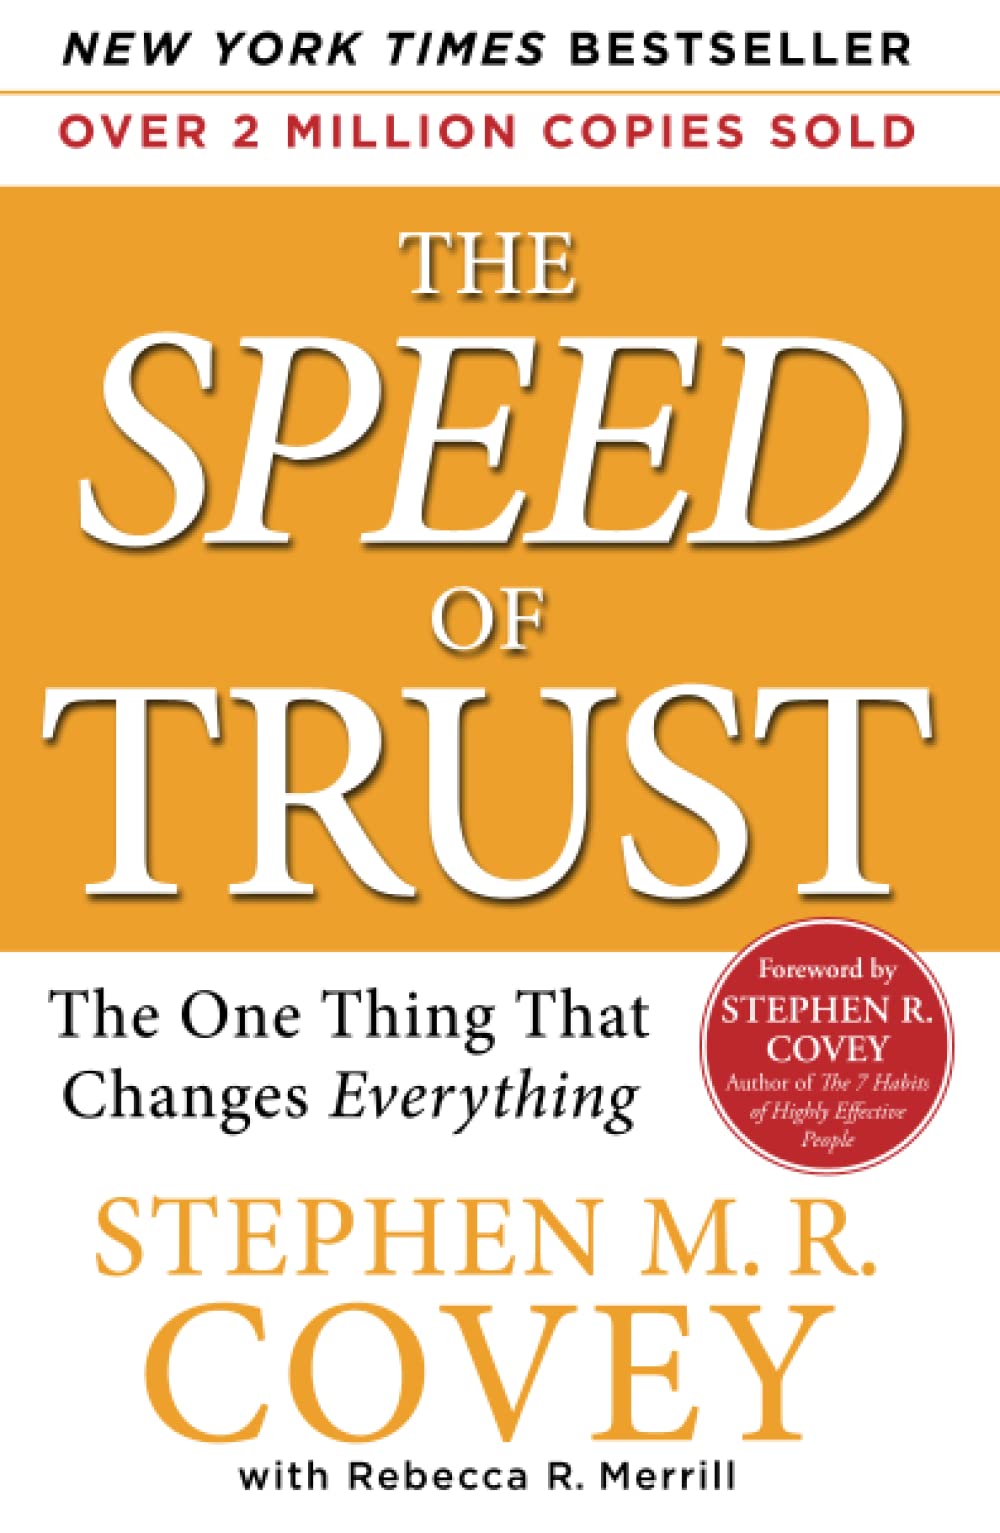 NEW YORK TIMES BESTSELLER
OVER 2 MILLION COPIES SOLD
THE
SPEED
OF
TRUST
The One Thing That
Changes Everything
Foreword by
STEPHEN R.
COVEY
Author of The 7 Habits
of Highly Effective
People
STEPHEN M. R.
COVEY
with Rebecca R. Merrill